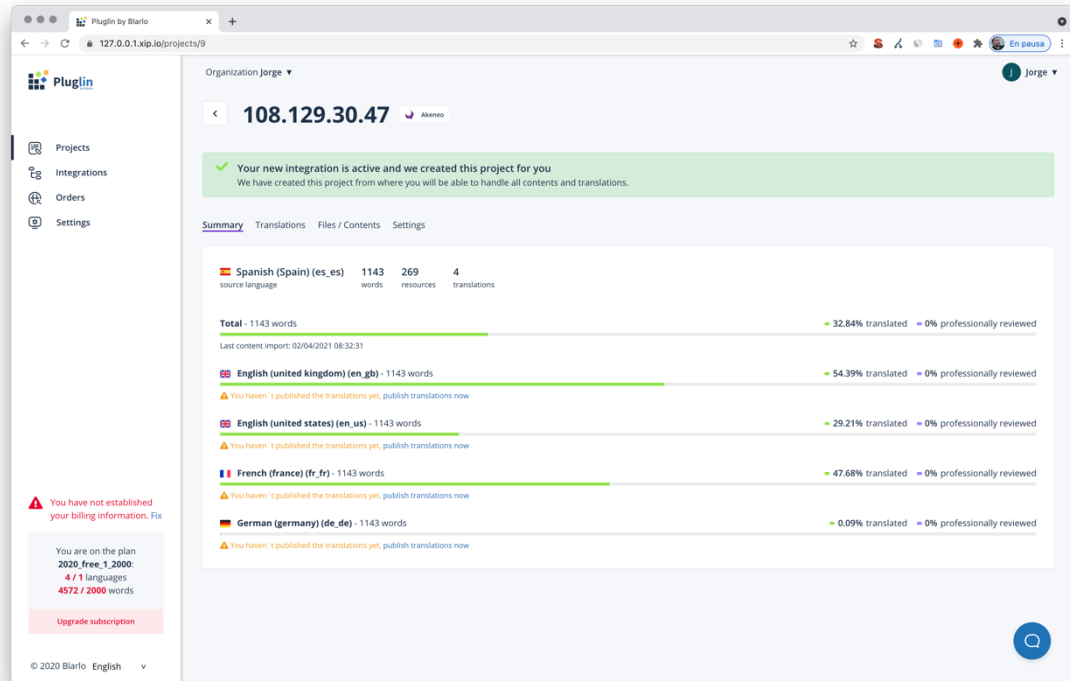 Pluglin by Blarlo
127.0.0.1.xip.io/projects/9
En pausa
Pluglin
Organization Jorge
J Jorge
108.129.30.47 Akeneo
Projects
Integrations
Orders
Settings
Your new integration is active and we created this project for you
We have created this project from where you will be able to handle all contents and translations.
Summary Translations Files / Contents Settings
Spanish (Spain) (es_es) 1143 269 4
source language words resources translations
Total - 1143 words 32.84% translated 0% professionally reviewed
Last content import: 02/04/2021 08:32:31
English (united kingdom) (en_gb) - 1143 words 54.39% translated 0% professionally reviewed
You haven´t published the translations yet, publish translations now
English (united states) (en_us) - 1143 words 29.21% translated 0% professionally reviewed
You haven´t published the translations yet, publish translations now
French (france) (fr_fr) - 1143 words 47.68% translated 0% professionally reviewed
You haven´t published the translations yet, publish translations now
German (germany) (de_de) - 1143 words 0.09% translated 0% professionally reviewed
You haven´t published the translations yet, publish translations now
You have not established
your billing information. Fix
You are on the plan
2020_free_1_2000:
4 / 1 languages
4572 / 2000 words
Upgrade subscription
© 2020 Blarlo English v